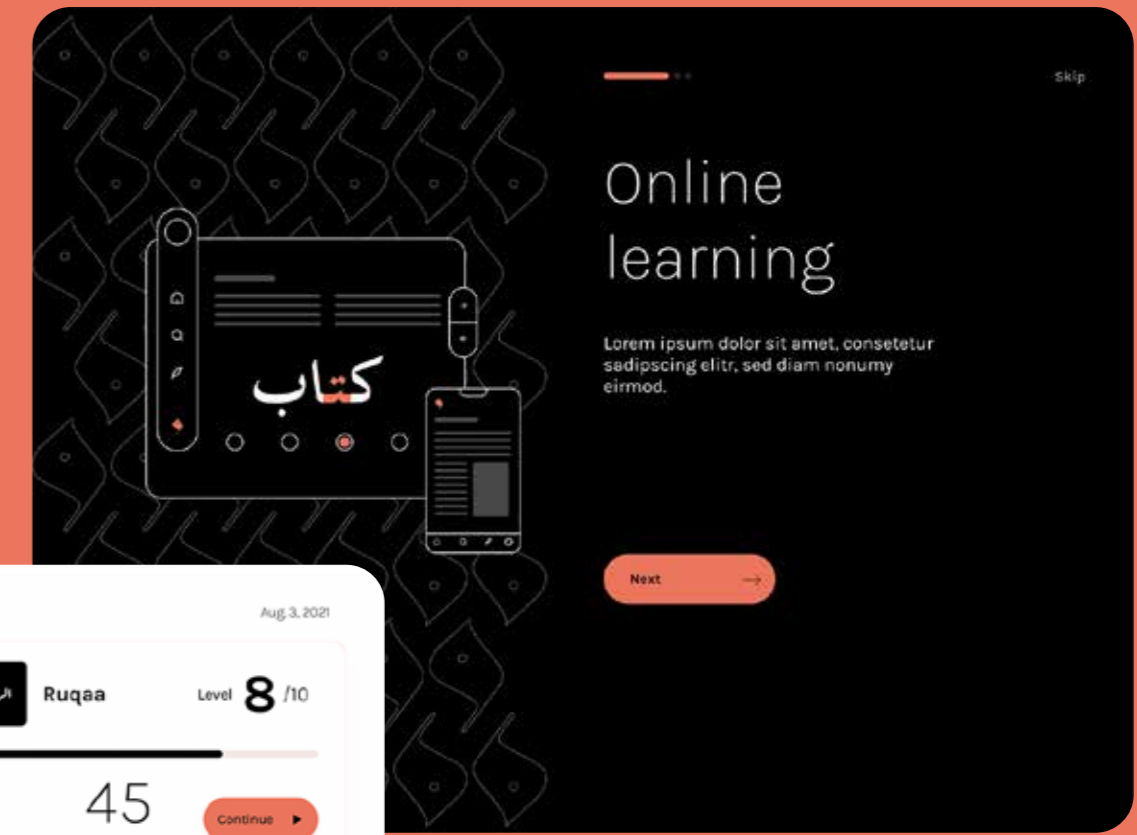 Skip
Online
learning
Lorem ipsum dolor sit amet, consetetur
sadipscing elitr, sed diam nonumy
eirmod.
كتاب
Next
Aug. 3, 2021
Ruqaa
Level 8 /10
45
Continue